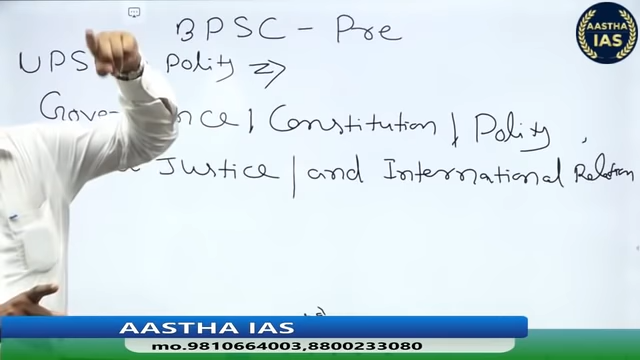 BPSC - Pre
AASTHA
IAS
UPS Polity =>
Gove nce | Constitution | Polity,
Justice | and International Relation
AASTHA IAS
mo.9810664003,8800233080